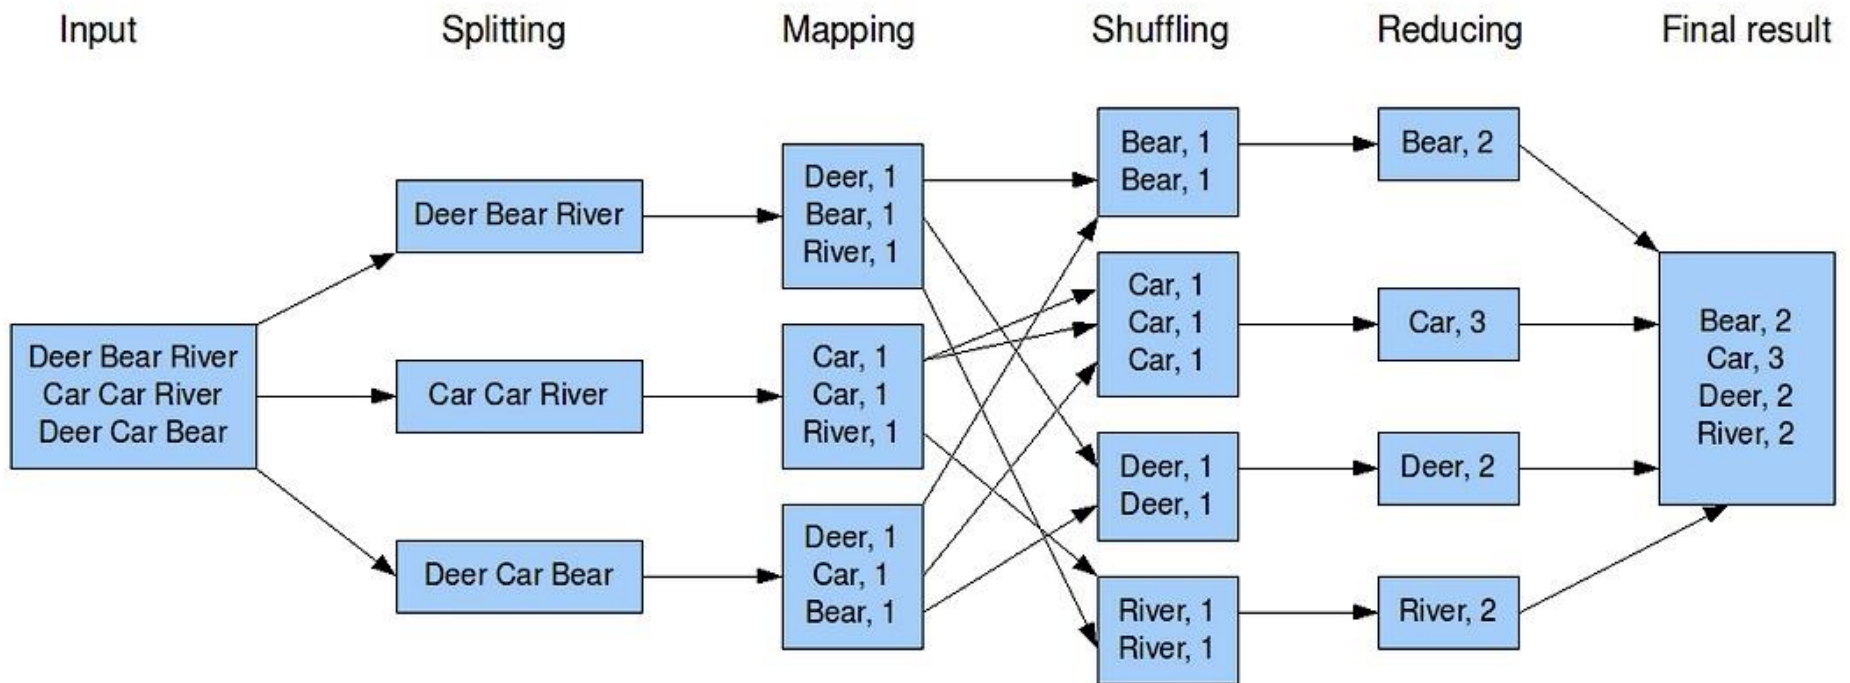 Input
Splitting
Mapping
Shuffling
Reducing
Final result
Deer Bear River
Car Car River
Deer Car Bear
Deer Bear River
Car Car River
Deer Car Bear
Deer, 1
Bear, 1
River, 1
Car, 1
Car, 1
River, 1
Deer, 1
Car, 1
Bear, 1
Bear, 1
Bear, 1
Car, 1
Car, 1
Car, 1
Deer, 1
Deer, 1
River, 1
River, 1
Bear, 2
Car, 3
Deer, 2
River, 2
Bear, 2
Car, 3
Deer, 2
River, 2